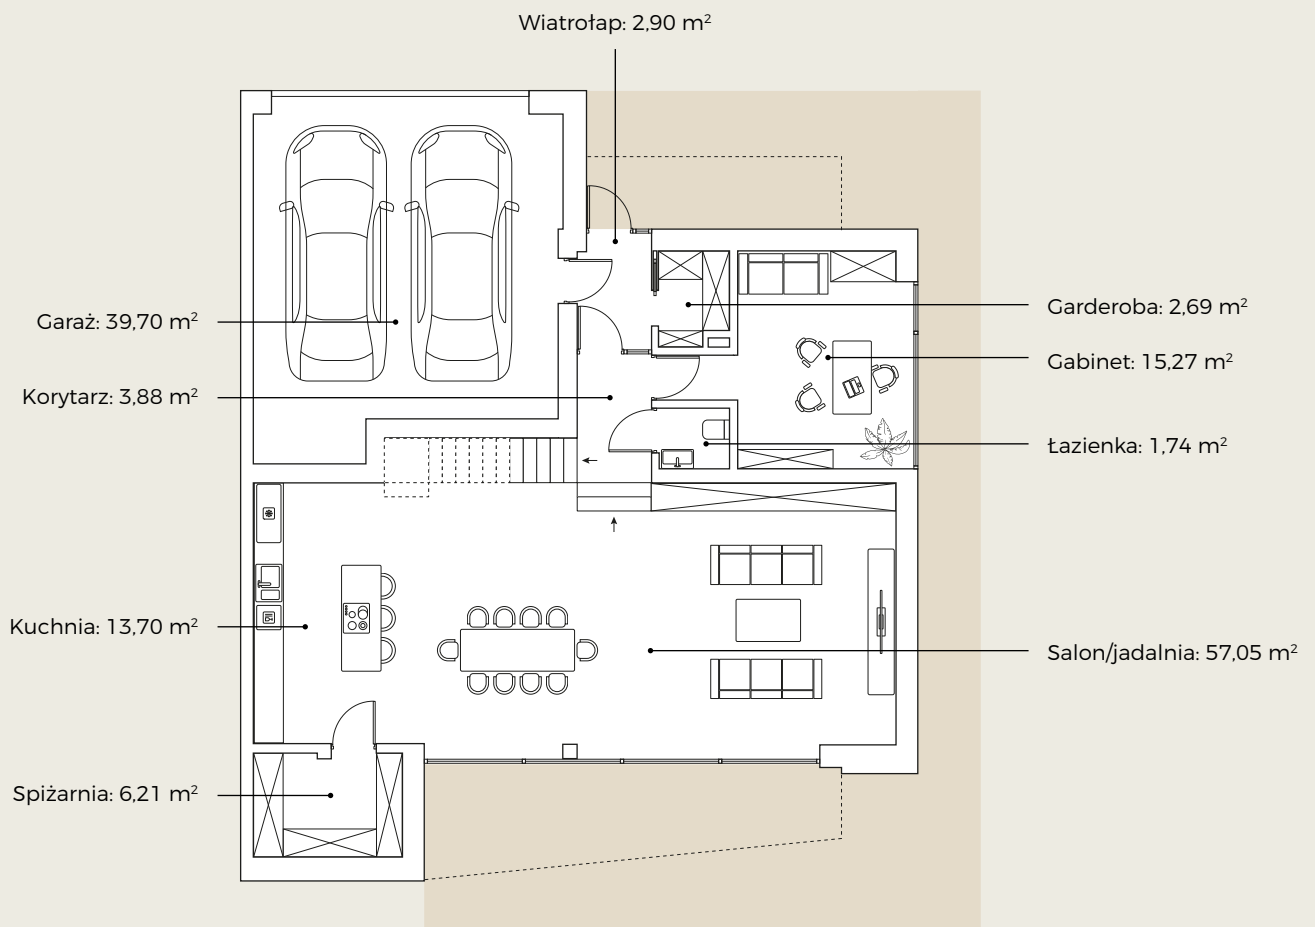 Wiatrołap: 2,90 m²
Garaż: 39,70 m²
Korytarz: 3,88 m²
Kuchnia: 13,70 m²
Spiżarnia: 6,21 m²
Garderoba: 2,69 m²
Gabinet: 15,27 m²
Łazienka: 1,74 m²
Salon/jadalnia: 57,05 m²